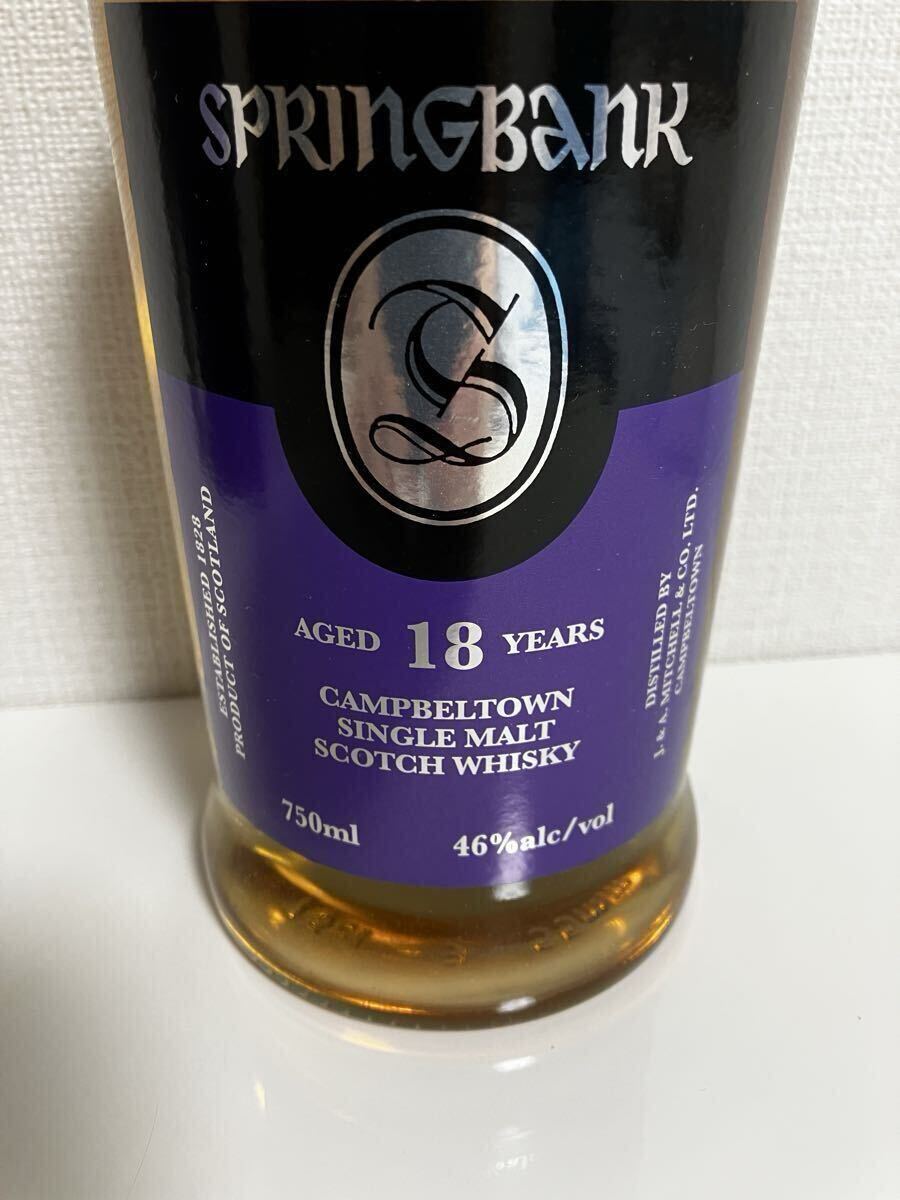 SPRINGBANK
S
ESTABLISHED 1828
PRODUCT OF SCOTLAND
AGED 18 YEARS
CAMPBELTOWN
SINGLE MALT
SCOTCH WHISKY
750ml
46%alc/vol
DISTILLED BY
J. & A. MITCHELL & CO. LTD.
CAMPBELTOWN